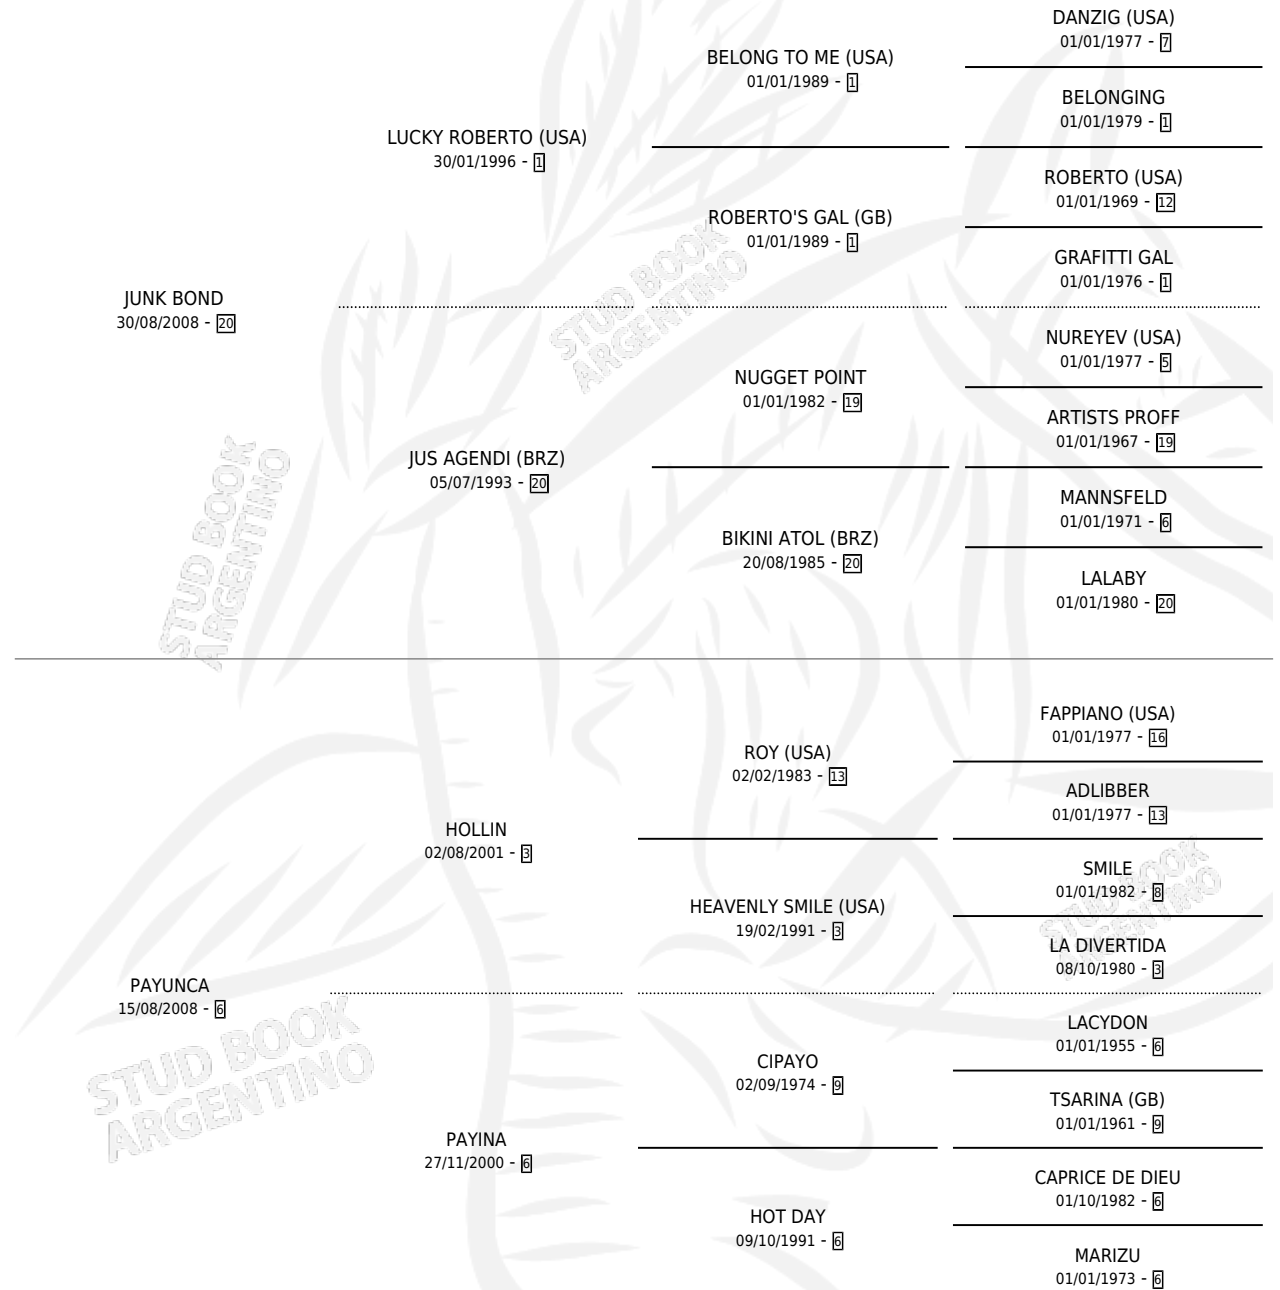 DANZIG (USA)
01/01/1977 - 7
BELONG TO ME (USA)
01/01/1989 - 1
BELONGING
01/01/1979 - 1
LUCKY ROBERTO (USA)
30/01/1996 - 1
ROBERTO (USA)
01/01/1969 - 12
ROBERTO'S GAL (GB)
01/01/1989 - 1
GRAFITTI GAL
01/01/1976 - 1
JUNK BOND
30/08/2008 - 20
NUREYEV (USA)
01/01/1977 - 5
NUGGET POINT
01/01/1982 - 19
ARTISTS PROFF
01/01/1967 - 19
JUS AGENDI (BRZ)
05/07/1993 - 20
MANNSFELD
01/01/1971 - 6
BIKINI ATOL (BRZ)
20/08/1985 - 20
LALABY
01/01/1980 - 20
STUD BOOK
ARGENTINO
STUD BOOK
ARGENTINO
FAPPIANO (USA)
01/01/1977 - 16
ROY (USA)
02/02/1983 - 13
ADLIBBER
01/01/1977 - 13
HOLLIN
02/08/2001 - 3
SMILE
01/01/1982 - 8
HEAVENLY SMILE (USA)
19/02/1991 - 3
LA DIVERTIDA
08/10/1980 - 3
PAYUNCA
15/08/2008 - 6
LACYDON
01/01/1955 - 6
CIPAYO
02/09/1974 - 9
TSARINA (GB)
01/01/1961 - 9
PAYINA
27/11/2000 - 6
CAPRICE DE DIEU
01/10/1982 - 6
HOT DAY
09/10/1991 - 6
MARIZU
01/01/1973 - 6
STUD BOOK
ARGENTINO
STUD BOOK
ARGENTINO